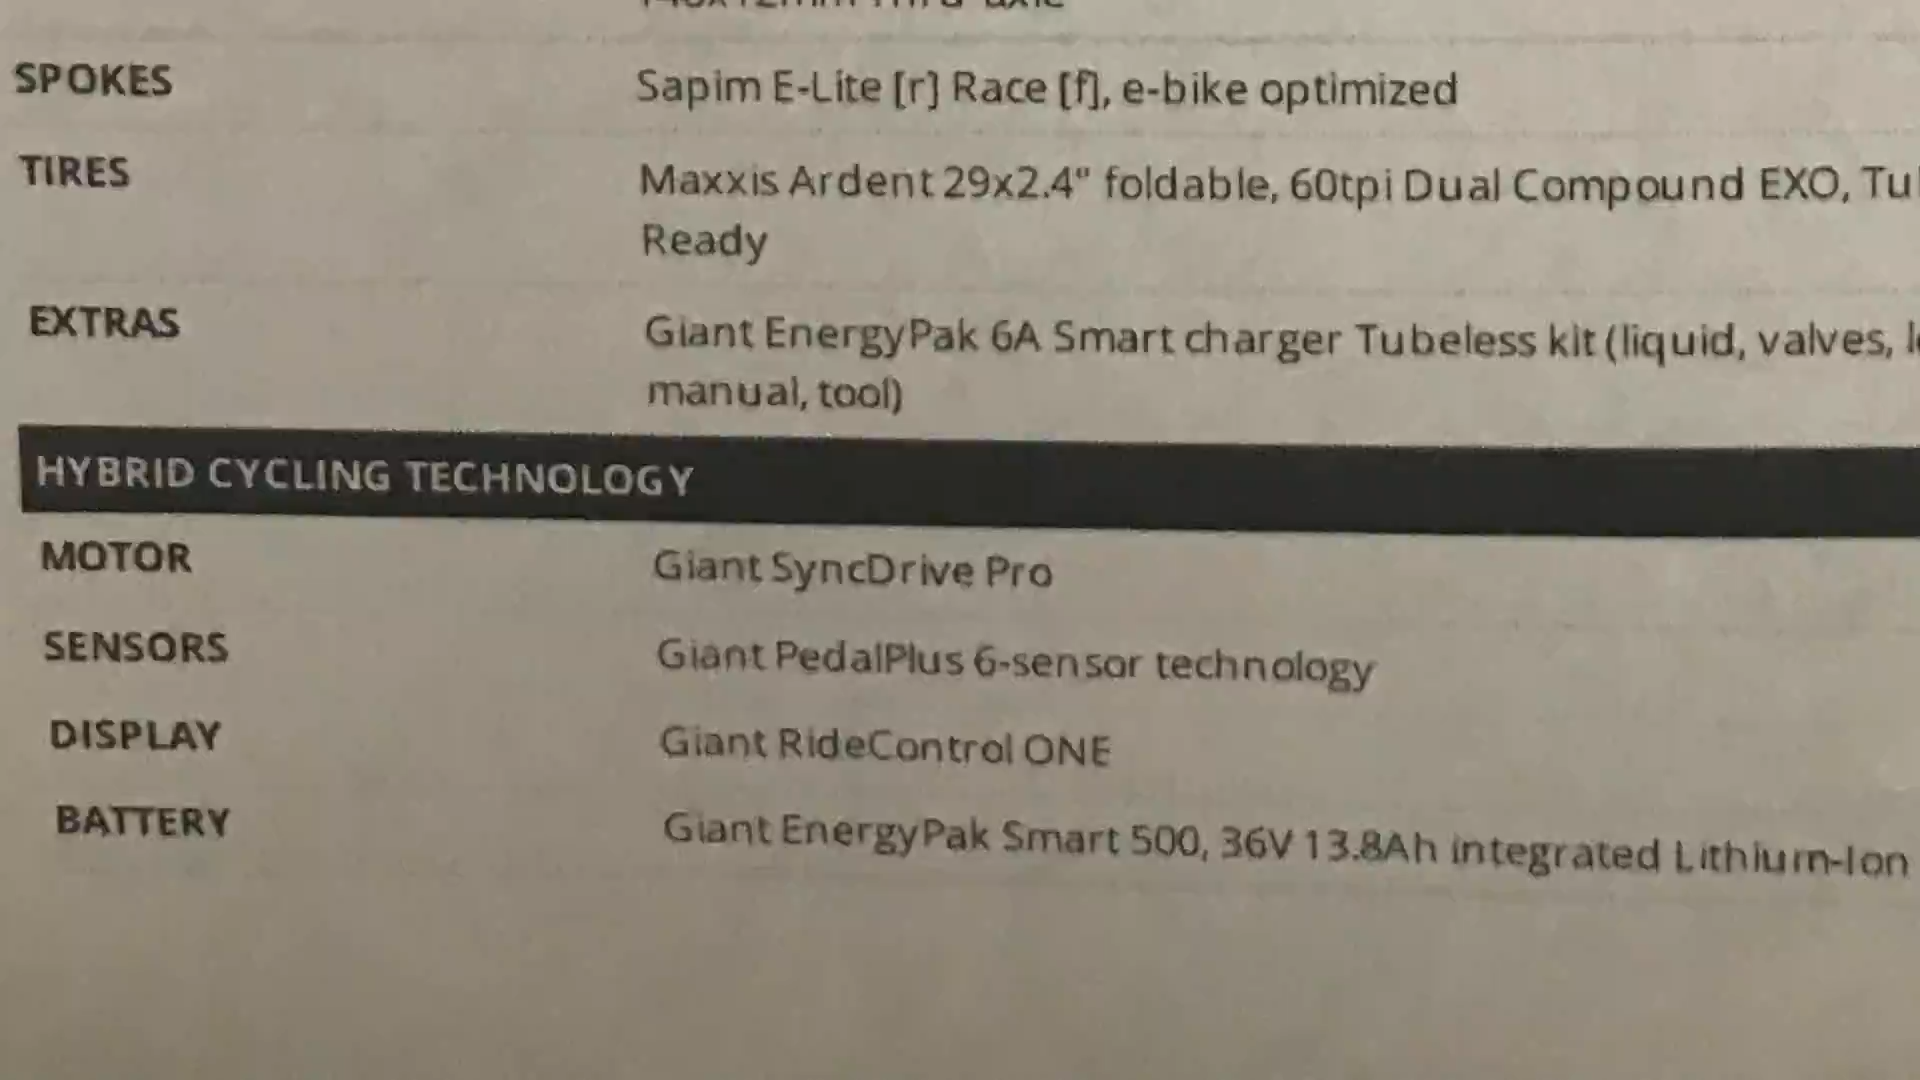 SPOKES Sapim E-Lite [r] Race [f], e-bike optimized
TIRES Maxxis Ardent 29x2.4" foldable, 60tpi Dual Compound EXO,
Ready
EXTRAS Giant EnergyPak 6A Smart charger Tubeless kit (liquid, valves,
manual, tool)
HYBRID CYCLING TECHNOLOGY
MOTOR Giant SyncDrive Pro
SENSORS Giant PedalPlus 6-sensor technology
DISPLAY Giant RideControl ONE
BATTERY Giant EnergyPak Smart 500, 36V 13.8Ah integrated Lithium-Ion